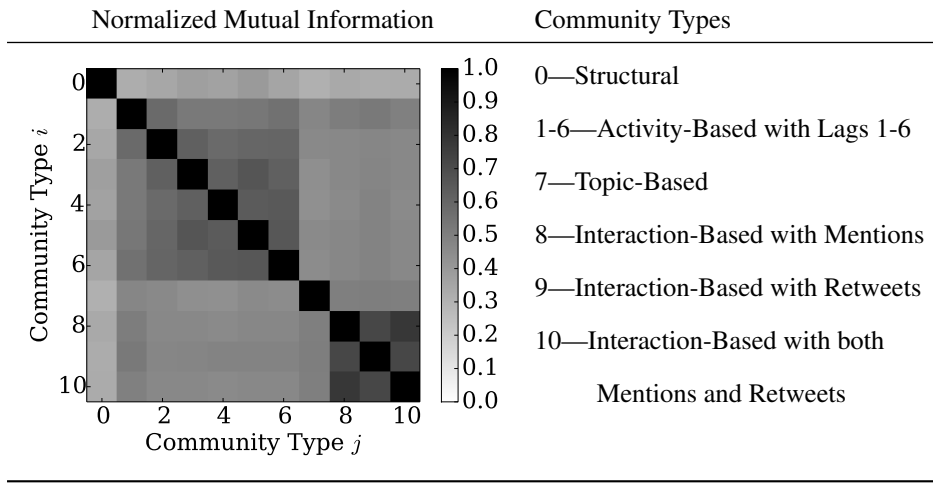 Normalized Mutual Information
Community Types
0
2
4
6
8
10
Community Type i
0 2 4 6 8 10
Community Type j
1.0
0.9
0.8
0.7
0.6
0.5
0.4
0.3
0.2
0.1
0.0
0—Structural
1-6—Activity-Based with Lags 1-6
7—Topic-Based
8—Interaction-Based with Mentions
9—Interaction-Based with Retweets
10—Interaction-Based with both
Mentions and Retweets